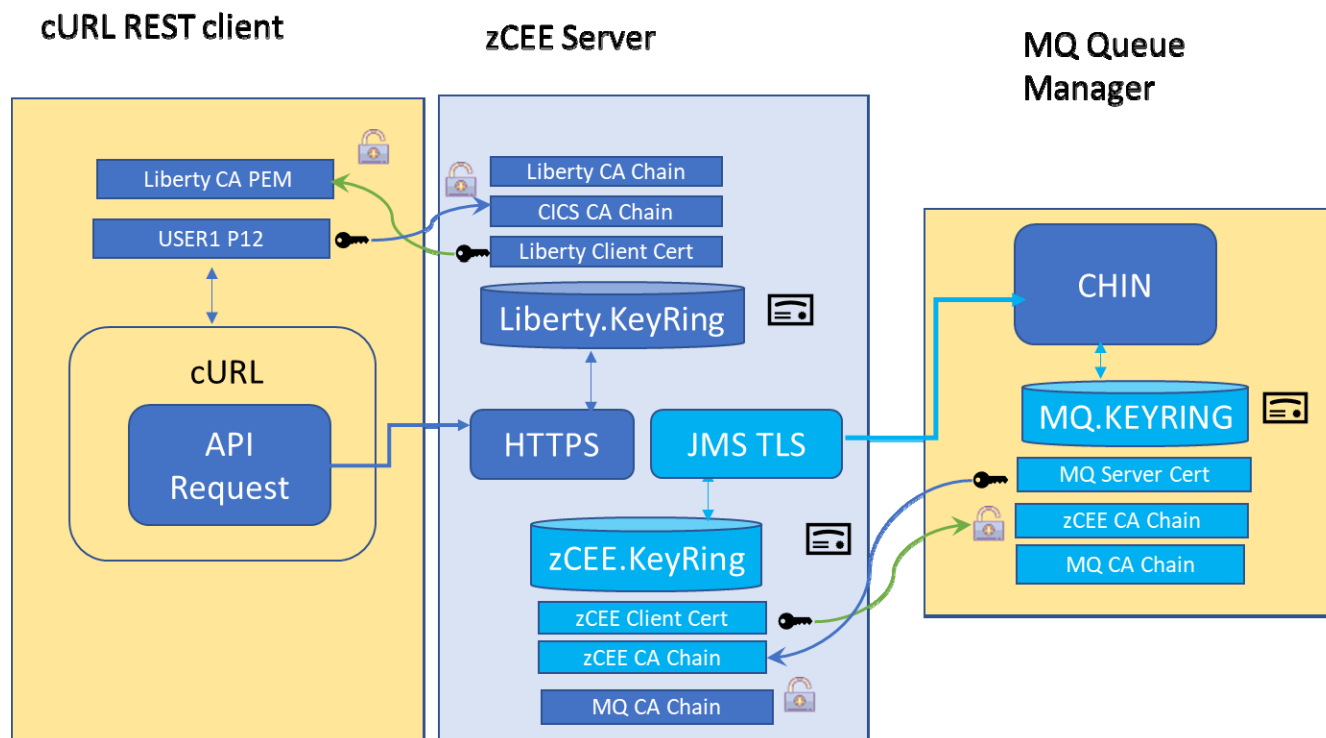 cURL REST client
zCEE Server
MQ Queue
Manager
Liberty CA PEM
USER1 P12
cURL
API
Request
Liberty CA Chain
CICS CA Chain
Liberty Client Cert
Liberty.KeyRing
HTTPS
JMS TLS
zCEE.KeyRing
zCEE Client Cert
zCEE CA Chain
MQ CA Chain
CHIN
MQ.KEYRING
MQ Server Cert
zCEE CA Chain
MQ CA Chain